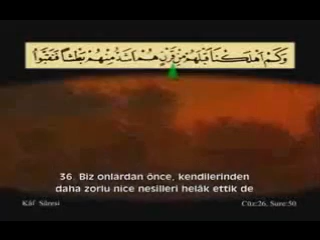 وَكَمْ أَهْلَكْنَا قَبْلَهُم مِّن قَرْنٍ هُمْ أَشَدُّ مِنْهُم بَطْشًا فَنَقَّبُوا
36. Biz onlardan önce, kendilerinden
daha zorlu nice nesilleri helâk ettik de
Kâf Sûresi
Cüz:26, Sure:50